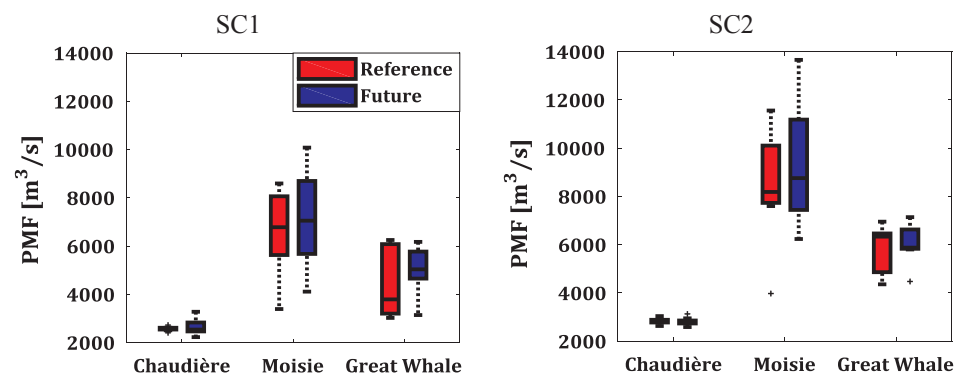 SC1
SC2
14000
12000
10000
8000
6000
4000
2000
PMF [m³/s]
Reference
Future
Chaudière
Moisie
Great Whale
14000
12000
10000
8000
6000
4000
2000
PMF [m³/s]
Chaudière
Moisie
Great Whale